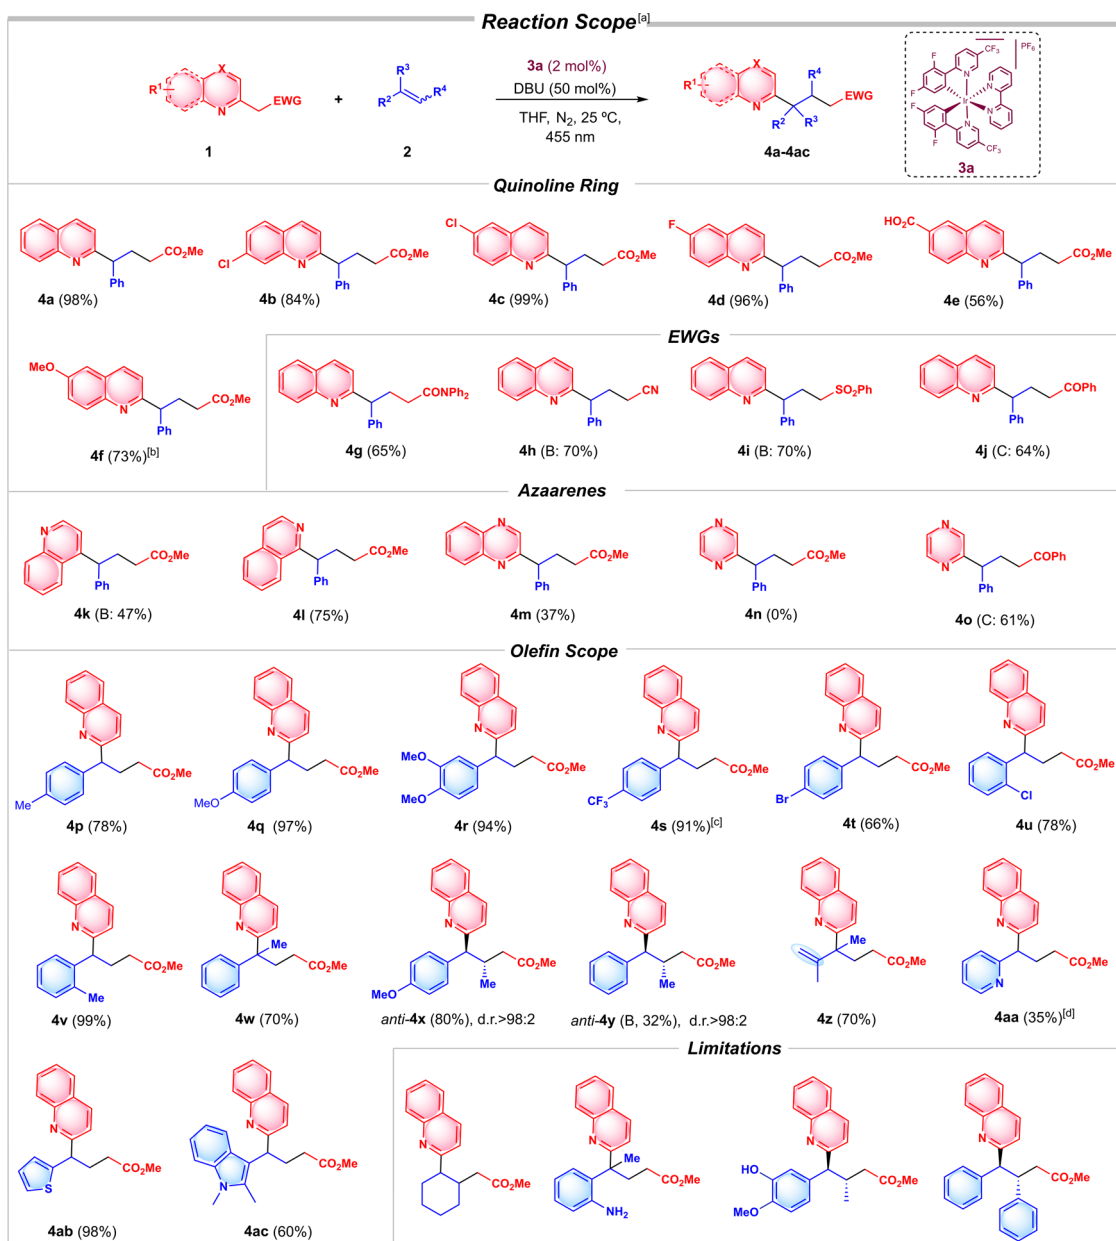 Reaction Scope[a]
R1 X N EWG + R2 R3 R4 3a (2 mol%) DBU (50 mol%) THF, N2, 25 ºC, 455 nm R1 X N R4 EWG R2 R3 F F F F CF3 CF3 N N N N Ir PF6
1 2 4a-4ac 3a
Quinoline Ring
N CO2Me Ph Cl N CO2Me Ph Cl N CO2Me Ph F N CO2Me Ph HO2C N CO2Me Ph
4a (98%) 4b (84%) 4c (99%) 4d (96%) 4e (56%)
EWGs
MeO N CO2Me Ph N CONPh2 Ph N CN Ph N SO2Ph Ph N COPh Ph
4f (73%)[b] 4g (65%) 4h (B: 70%) 4i (B: 70%) 4j (C: 64%)
Azaarenes
N CO2Me Ph N CO2Me Ph N N CO2Me Ph N N CO2Me Ph N N COPh Ph
4k (B: 47%) 4l (75%) 4m (37%) 4n (0%) 4o (C: 61%)
Olefin Scope
N CO2Me Me N CO2Me MeO N CO2Me MeO MeO N CO2Me CF3 N CO2Me Br N CO2Me Cl
4p (78%) 4q (97%) 4r (94%) 4s (91%)[c] 4t (66%) 4u (78%)
N CO2Me Me N Me CO2Me N CO2Me Me MeO N CO2Me Me N Me CO2Me N CO2Me N
4v (99%) 4w (70%) anti-4x (80%), d.r.>98:2 anti-4y (B, 32%), d.r.>98:2 4z (70%) 4aa (35%)[d]
Limitations
N CO2Me S N CO2Me N N CO2Me N Me CO2Me NH2 N HO MeO CO2Me N CO2Me
4ab (98%) 4ac (60%)